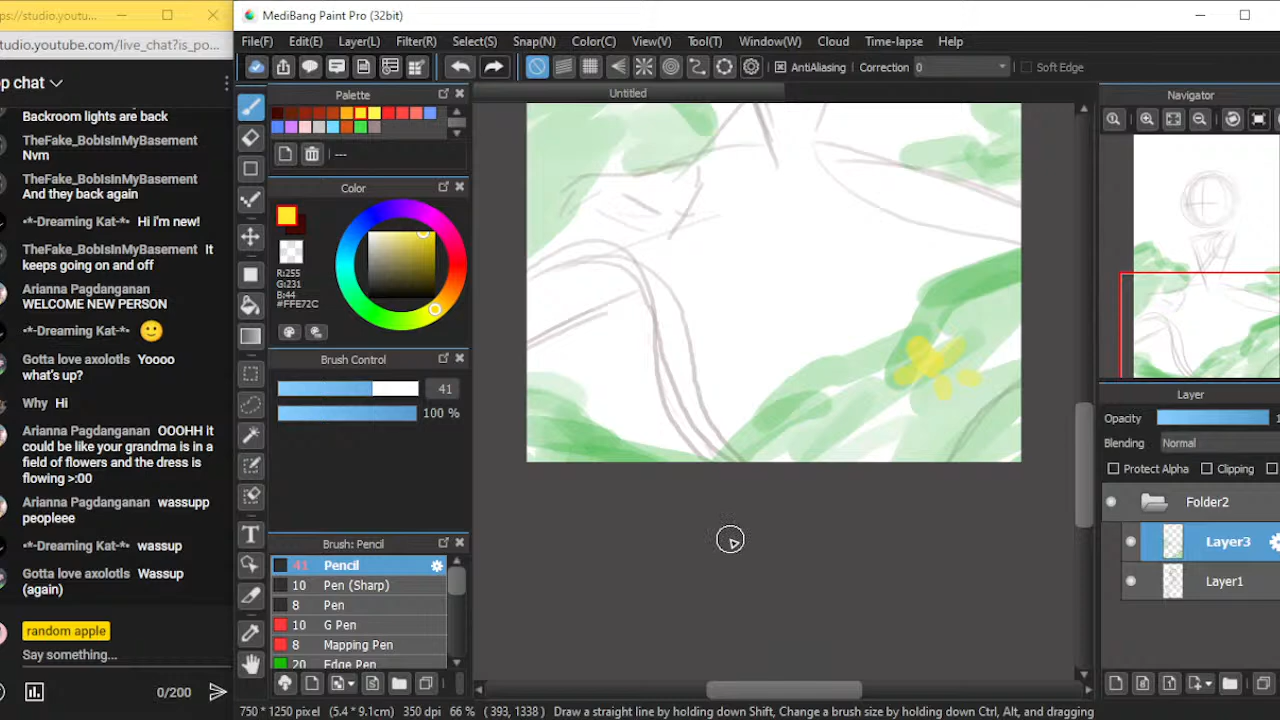 ps://studio.youtu...
tudio.youtube.com/live_chat?is_po...
p chat
Backroom lights are back
TheFake_BobIsInMyBasement
Nvm
TheFake_BobIsInMyBasement
And they back again
-*-Dreaming Kat-*- Hi i'm new!
TheFake_BobIsInMyBasement It
keeps going on and off
Arianna Pagdanganan
WELCOME NEW PERSON
-*-Dreaming Kat-*- 🙂
Gotta love axolotls Yoooo
what's up?
Why Hi
Arianna Pagdanganan OOOHH It
could be like your grandma is in a
field of flowers and the dress is
flowing >:00
Arianna Pagdanganan wassupp
peopleee
-*-Dreaming Kat-*- wassup
Gotta love axolotls Wassup
(again)
random apple
Say something...
0/200
MediBang Paint Pro (32bit)
File(F) Edit(E) Layer(L) Filter(R) Select(S) Snap(N) Color(C) View(V) Tool(T) Window(W) Cloud Time-lapse Help
AntiAliasing Correction 0 Soft Edge
Palette
---
Color
R:255
G:231
B:44
#FFE72C
Brush Control
41
100 %
Brush: Pencil
41 Pencil
10 Pen (Sharp)
8 Pen
10 G Pen
8 Mapping Pen
20 Edge Pen
Untitled
Navigator
Layer
Opacity 1
Blending Normal
Protect Alpha Clipping
Folder2
Layer3
Layer1
T
750 * 1250 pixel (5.4 * 9.1cm) 350 dpi 66 % (393, 1338) Draw a straight line by holding down Shift, Change a brush size by holding down Ctrl, Alt, and dragging